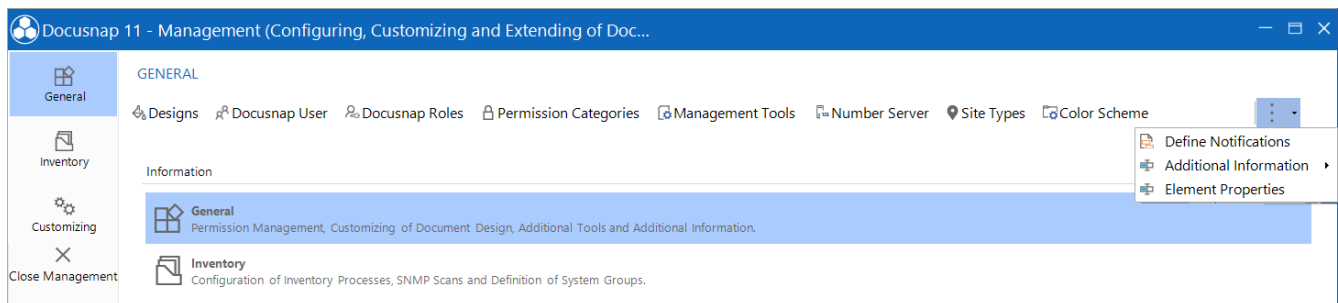 Docusnap 11 - Management (Configuring, Customizing and Extending of Doc...
General
Inventory
Customizing
Close Management
GENERAL
Designs Docusnap User Docusnap Roles Permission Categories Management Tools Number Server Site Types Color Scheme
Define Notifications
Additional Information
Element Properties
Information
General
Permission Management, Customizing of Document Design, Additional Tools and Additional Information.
Inventory
Configuration of Inventory Processes, SNMP Scans and Definition of System Groups.